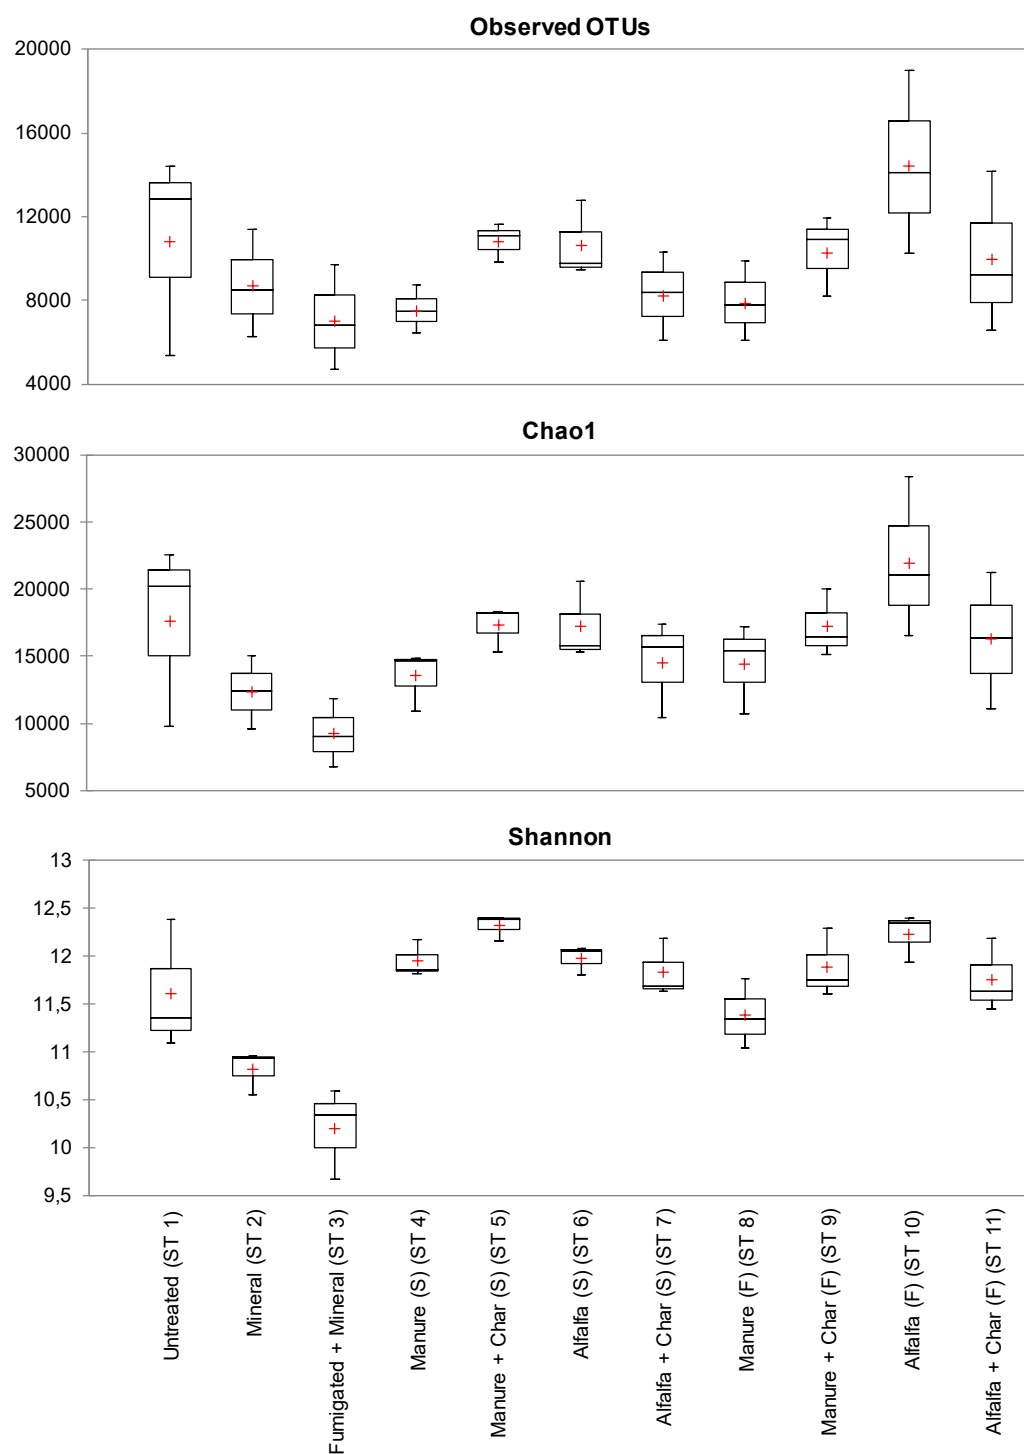 Observed OTUs
20000
16000
12000
8000
4000
Chao1
30000
25000
20000
15000
10000
5000
Shannon
13
12,5
12
11,5
11
10,5
10
9,5
Untreated (ST 1)
Mineral (ST 2)
Fumigated + Mineral (ST 3)
Manure (S) (ST 4)
Manure + Char (S) (ST 5)
Alfalfa (S) (ST 6)
Alfalfa + Char (S) (ST 7)
Manure (F) (ST 8)
Manure + Char (F) (ST 9)
Alfalfa (F) (ST 10)
Alfalfa + Char (F) (ST 11)